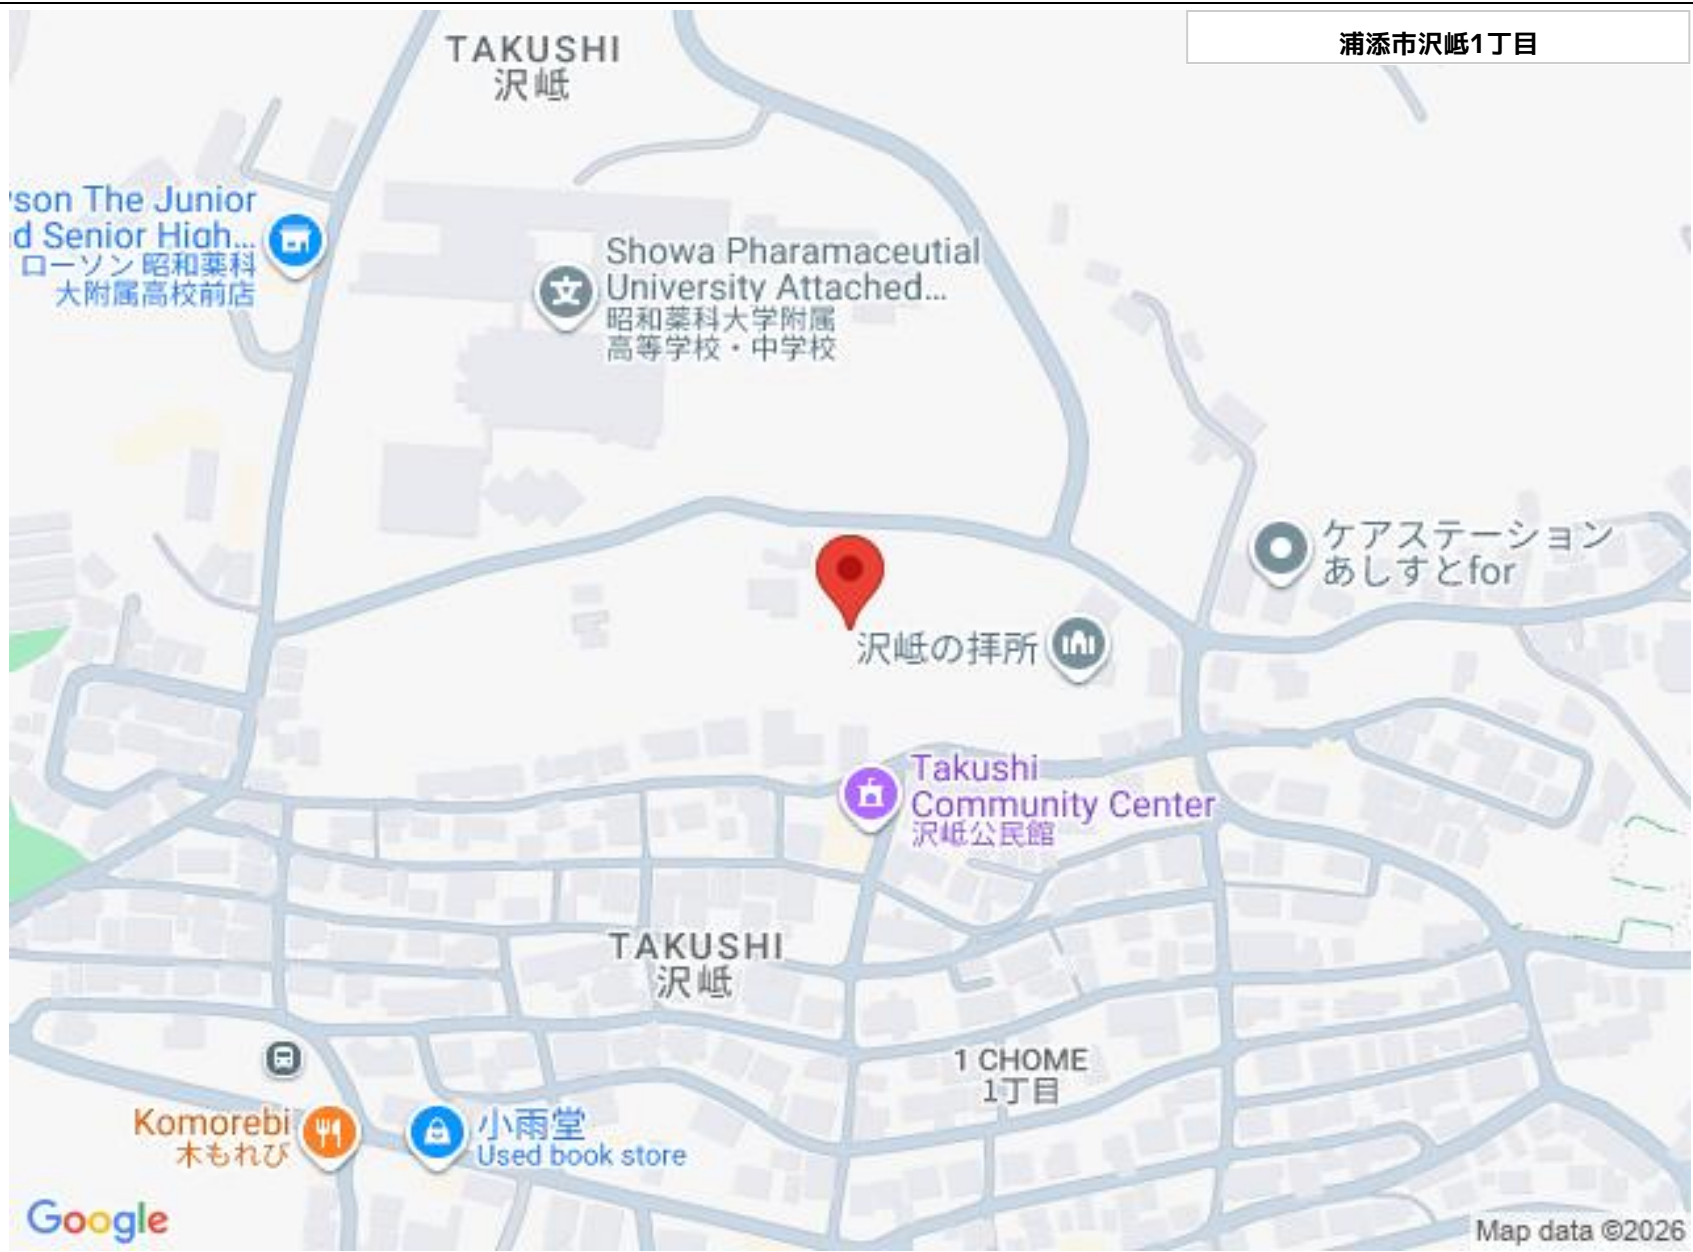 浦添市沢岻1丁目
TAKUSHI
沢岻
son The Junior
d Senior High...
ローソン 昭和薬科
大附属高校前店
Showa Pharamaceutial
University Attached...
昭和薬科大学附属
高等学校・中学校
ケアステーション
あしすとfor
沢岻の拝所
Takushi
Community Center
沢岻公民館
TAKUSHI
沢岻
1 CHOME
1丁目
Komorebi
木もれび
小雨堂
Used book store
Google
Map data ©2026